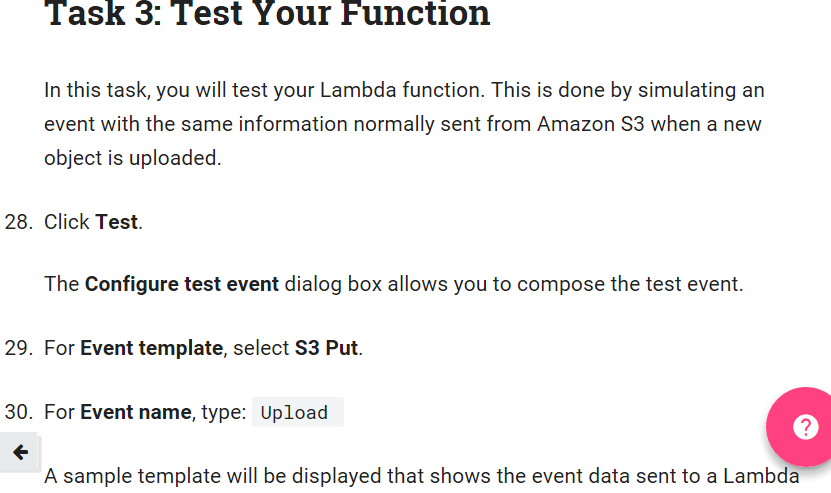 Task 3: Test Your Function
In this task, you will test your Lambda function. This is done by simulating an
event with the same information normally sent from Amazon S3 when a new
object is uploaded.
28. Click Test.
The Configure test event dialog box allows you to compose the test event.
29. For Event template, select S3 Put.
30. For Event name, type: Upload
A sample template will be displayed that shows the event data sent to a Lambda